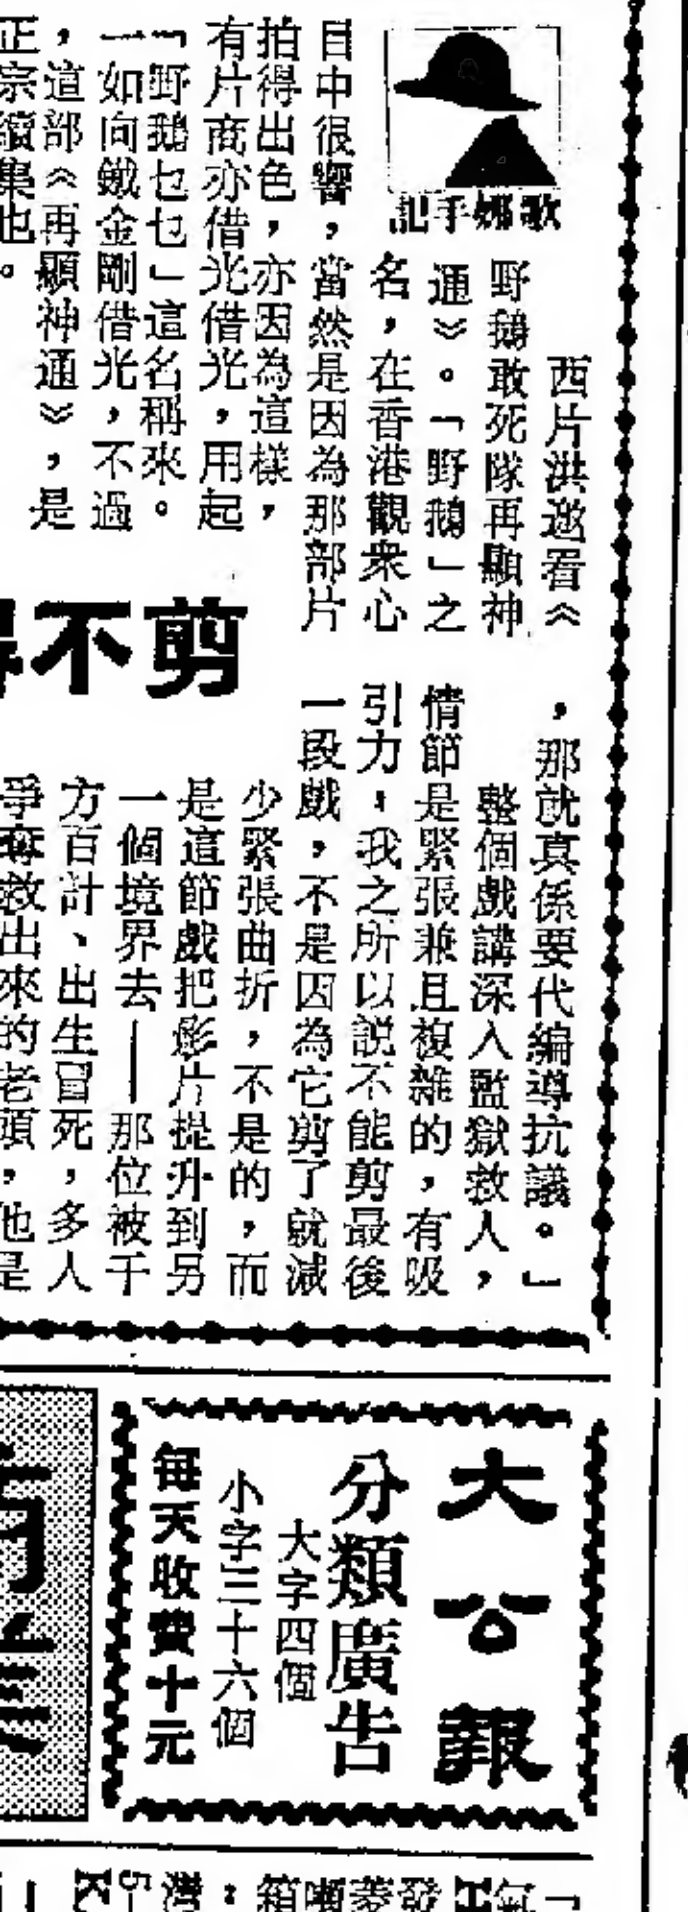 歌娜手記
西片洪邀看《
野鵝敢死隊再顯神
通》。「野鵝」之
名，在香港觀衆心
目中很響，當然是因為那部片
拍得出色，亦因為這樣，
有片商亦借光借光，用起
「野鵝乜乜」這名稱來。
一如向鐵金剛借光，不過
，這部《再顯神通》，是
正宗續集也。
剪不得
，那就真係要代編導抗議。」
整個戲講深入監獄救人，
情節是緊張兼且複雜的，有吸
引力，我之所以說不能剪最後
一段戲，不是因為它剪了就減
少緊張曲折，不是的，而
是這節戲把影片提升到另
一個境界去——那位被千
方百計、出生冒死，多人
爭奪救出來的老頭，他是
大公報
分類廣告
大字四個
小字三十六個
每天收費十元